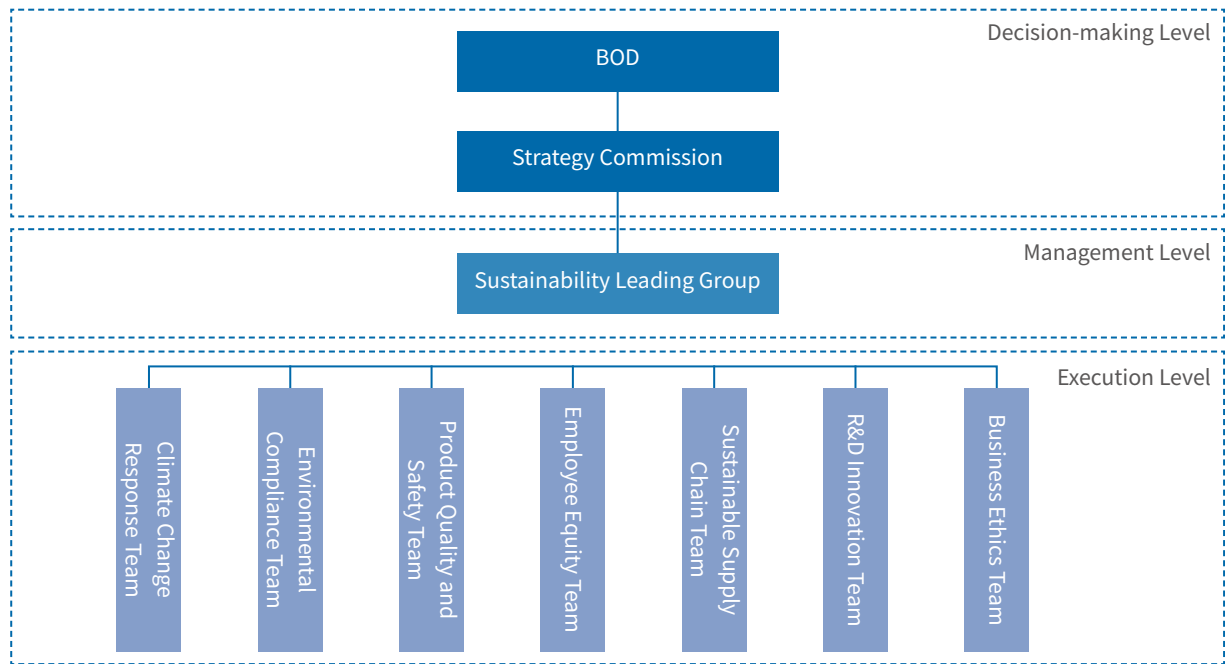 Decision-making Level
BOD
Strategy Commission
Management Level
Sustainability Leading Group
Execution Level
Climate Change
Response Team
Environmental
Compliance Team
Product Quality and
Safety Team
Employee Equity Team
Sustainable Supply
Chain Team
R&D Innovation Team
Business Ethics Team